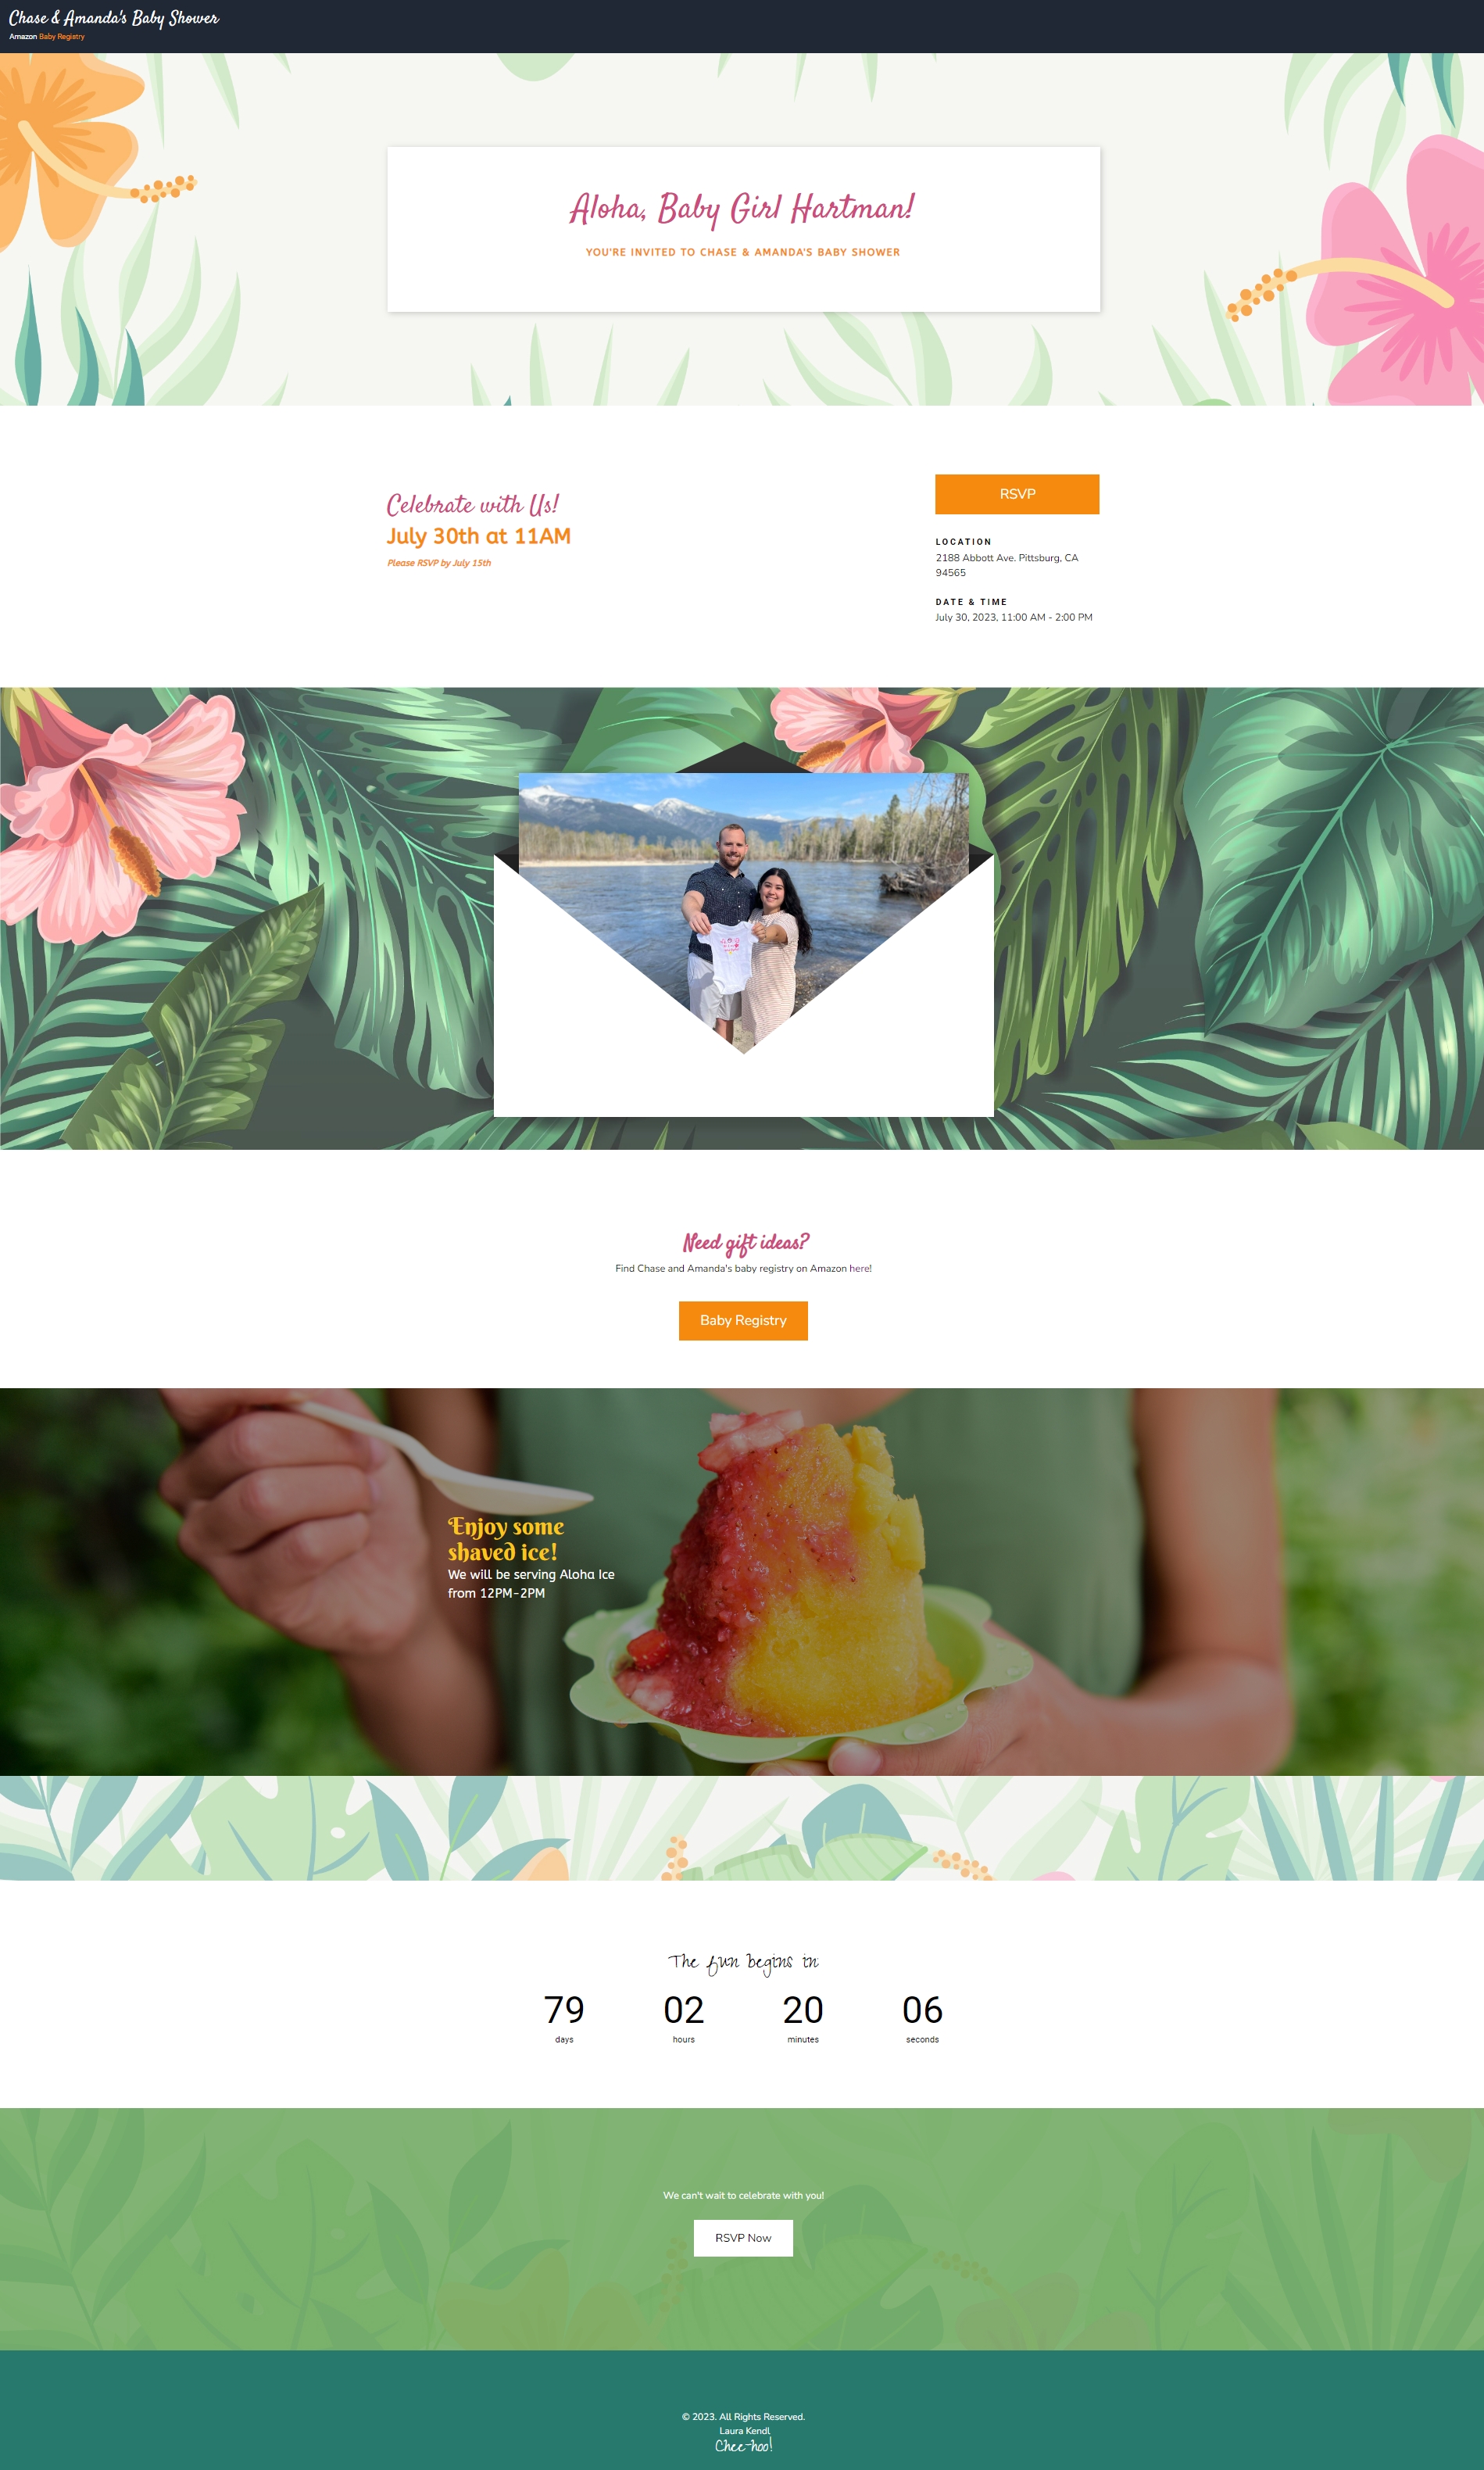 Chase & Amanda's Baby Shower
Amazon Baby Registry
Aloha, Baby Girl Hartman!
YOU'RE INVITED TO CHASE & AMANDA'S BABY SHOWER
Celebrate with Us!
July 30th at 11AM
Please RSVP by July 15th
RSVP
LOCATION
2188 Abbott Ave. Pittsburg, CA
94565
DATE & TIME
July 30, 2023, 11:00 AM - 2:00 PM
Need gift ideas?
Find Chase and Amanda's baby registry on Amazon here!
Baby Registry
Enjoy some
shaved ice!
We will be serving Aloha Ice
from 12PM-2PM
The fun begins in:
79 02 20 06
days hours minutes seconds
We can't wait to celebrate with you!
RSVP Now
© 2023. All Rights Reserved.
Laura Kendl
Chee-hoo!